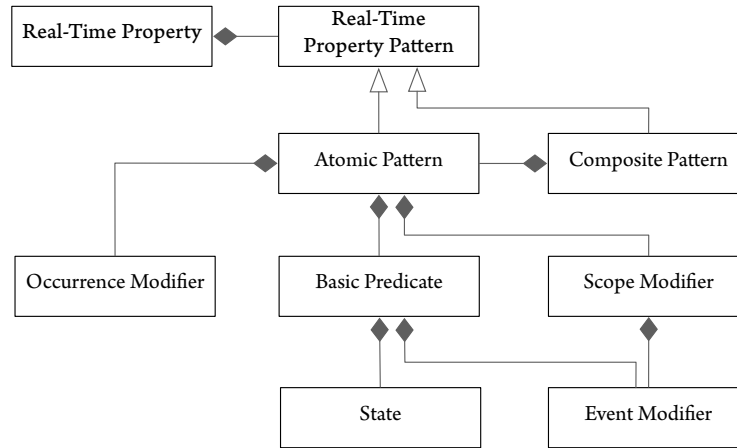 Real-Time Property
Real-Time
Property Pattern
Atomic Pattern
Composite Pattern
Occurrence Modifier
Basic Predicate
Scope Modifier
State
Event Modifier